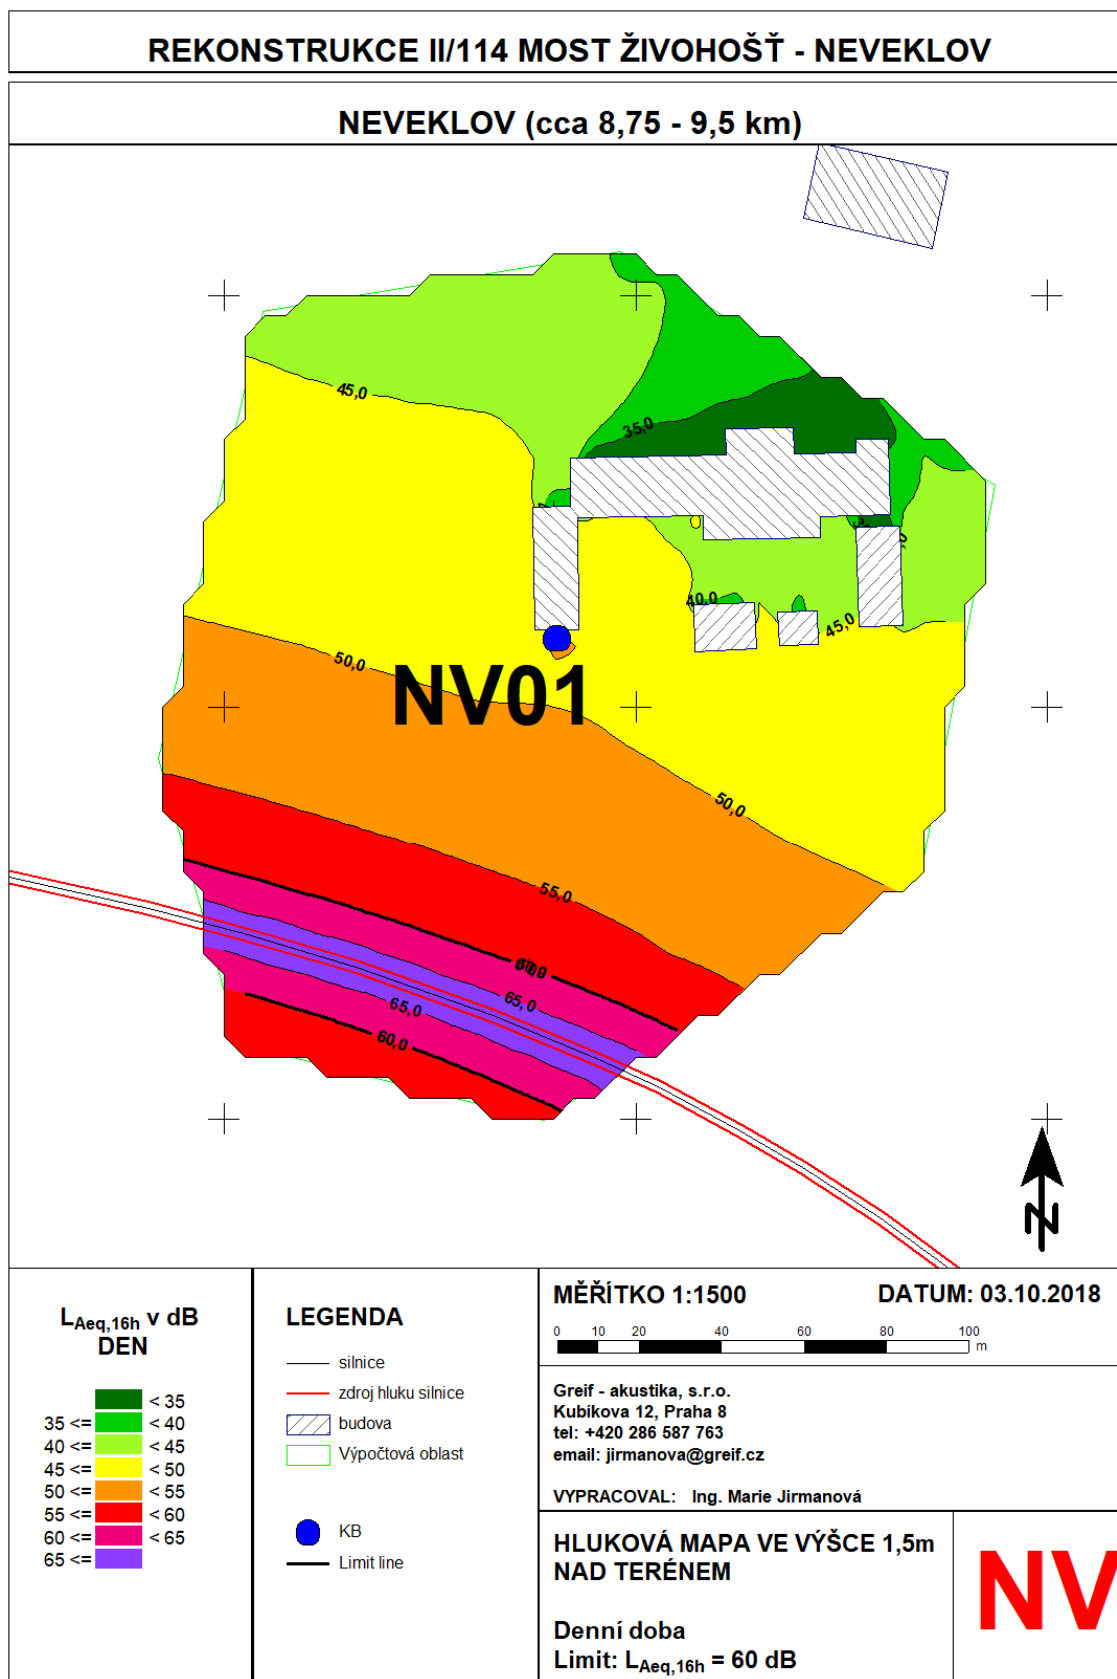 REKONSTRUKCE II/114 MOST ŽIVOHOŠŤ - NEVEKLOV
NEVEKLOV (cca 8,75 - 9,5 km)
45,0
35,0
40,0
45,0
50,0
NV01
50,0
55,0
60,0
65,0
65,0
60,0
N
L Aeq,16h v dB
DEN
< 35
35 <= < 40
40 <= < 45
45 <= < 50
50 <= < 55
55 <= < 60
60 <= < 65
65 <=
LEGENDA
silnice
zdroj hluku silnice
budova
Výpočtová oblast
KB
Limit line
MĚŘÍTKO 1:1500 DATUM: 03.10.2018
0 10 20 40 60 80 100
m
Greif - akustika, s.r.o.
Kubíkova 12, Praha 8
tel: +420 286 587 763
email: jirmanova@greif.cz
VYPRACOVAL: Ing. Marie Jirmanová
HLUKOVÁ MAPA VE VÝŠCE 1,5m
NAD TERÉNEM
Denní doba
Limit: L Aeq,16h = 60 dB
NV